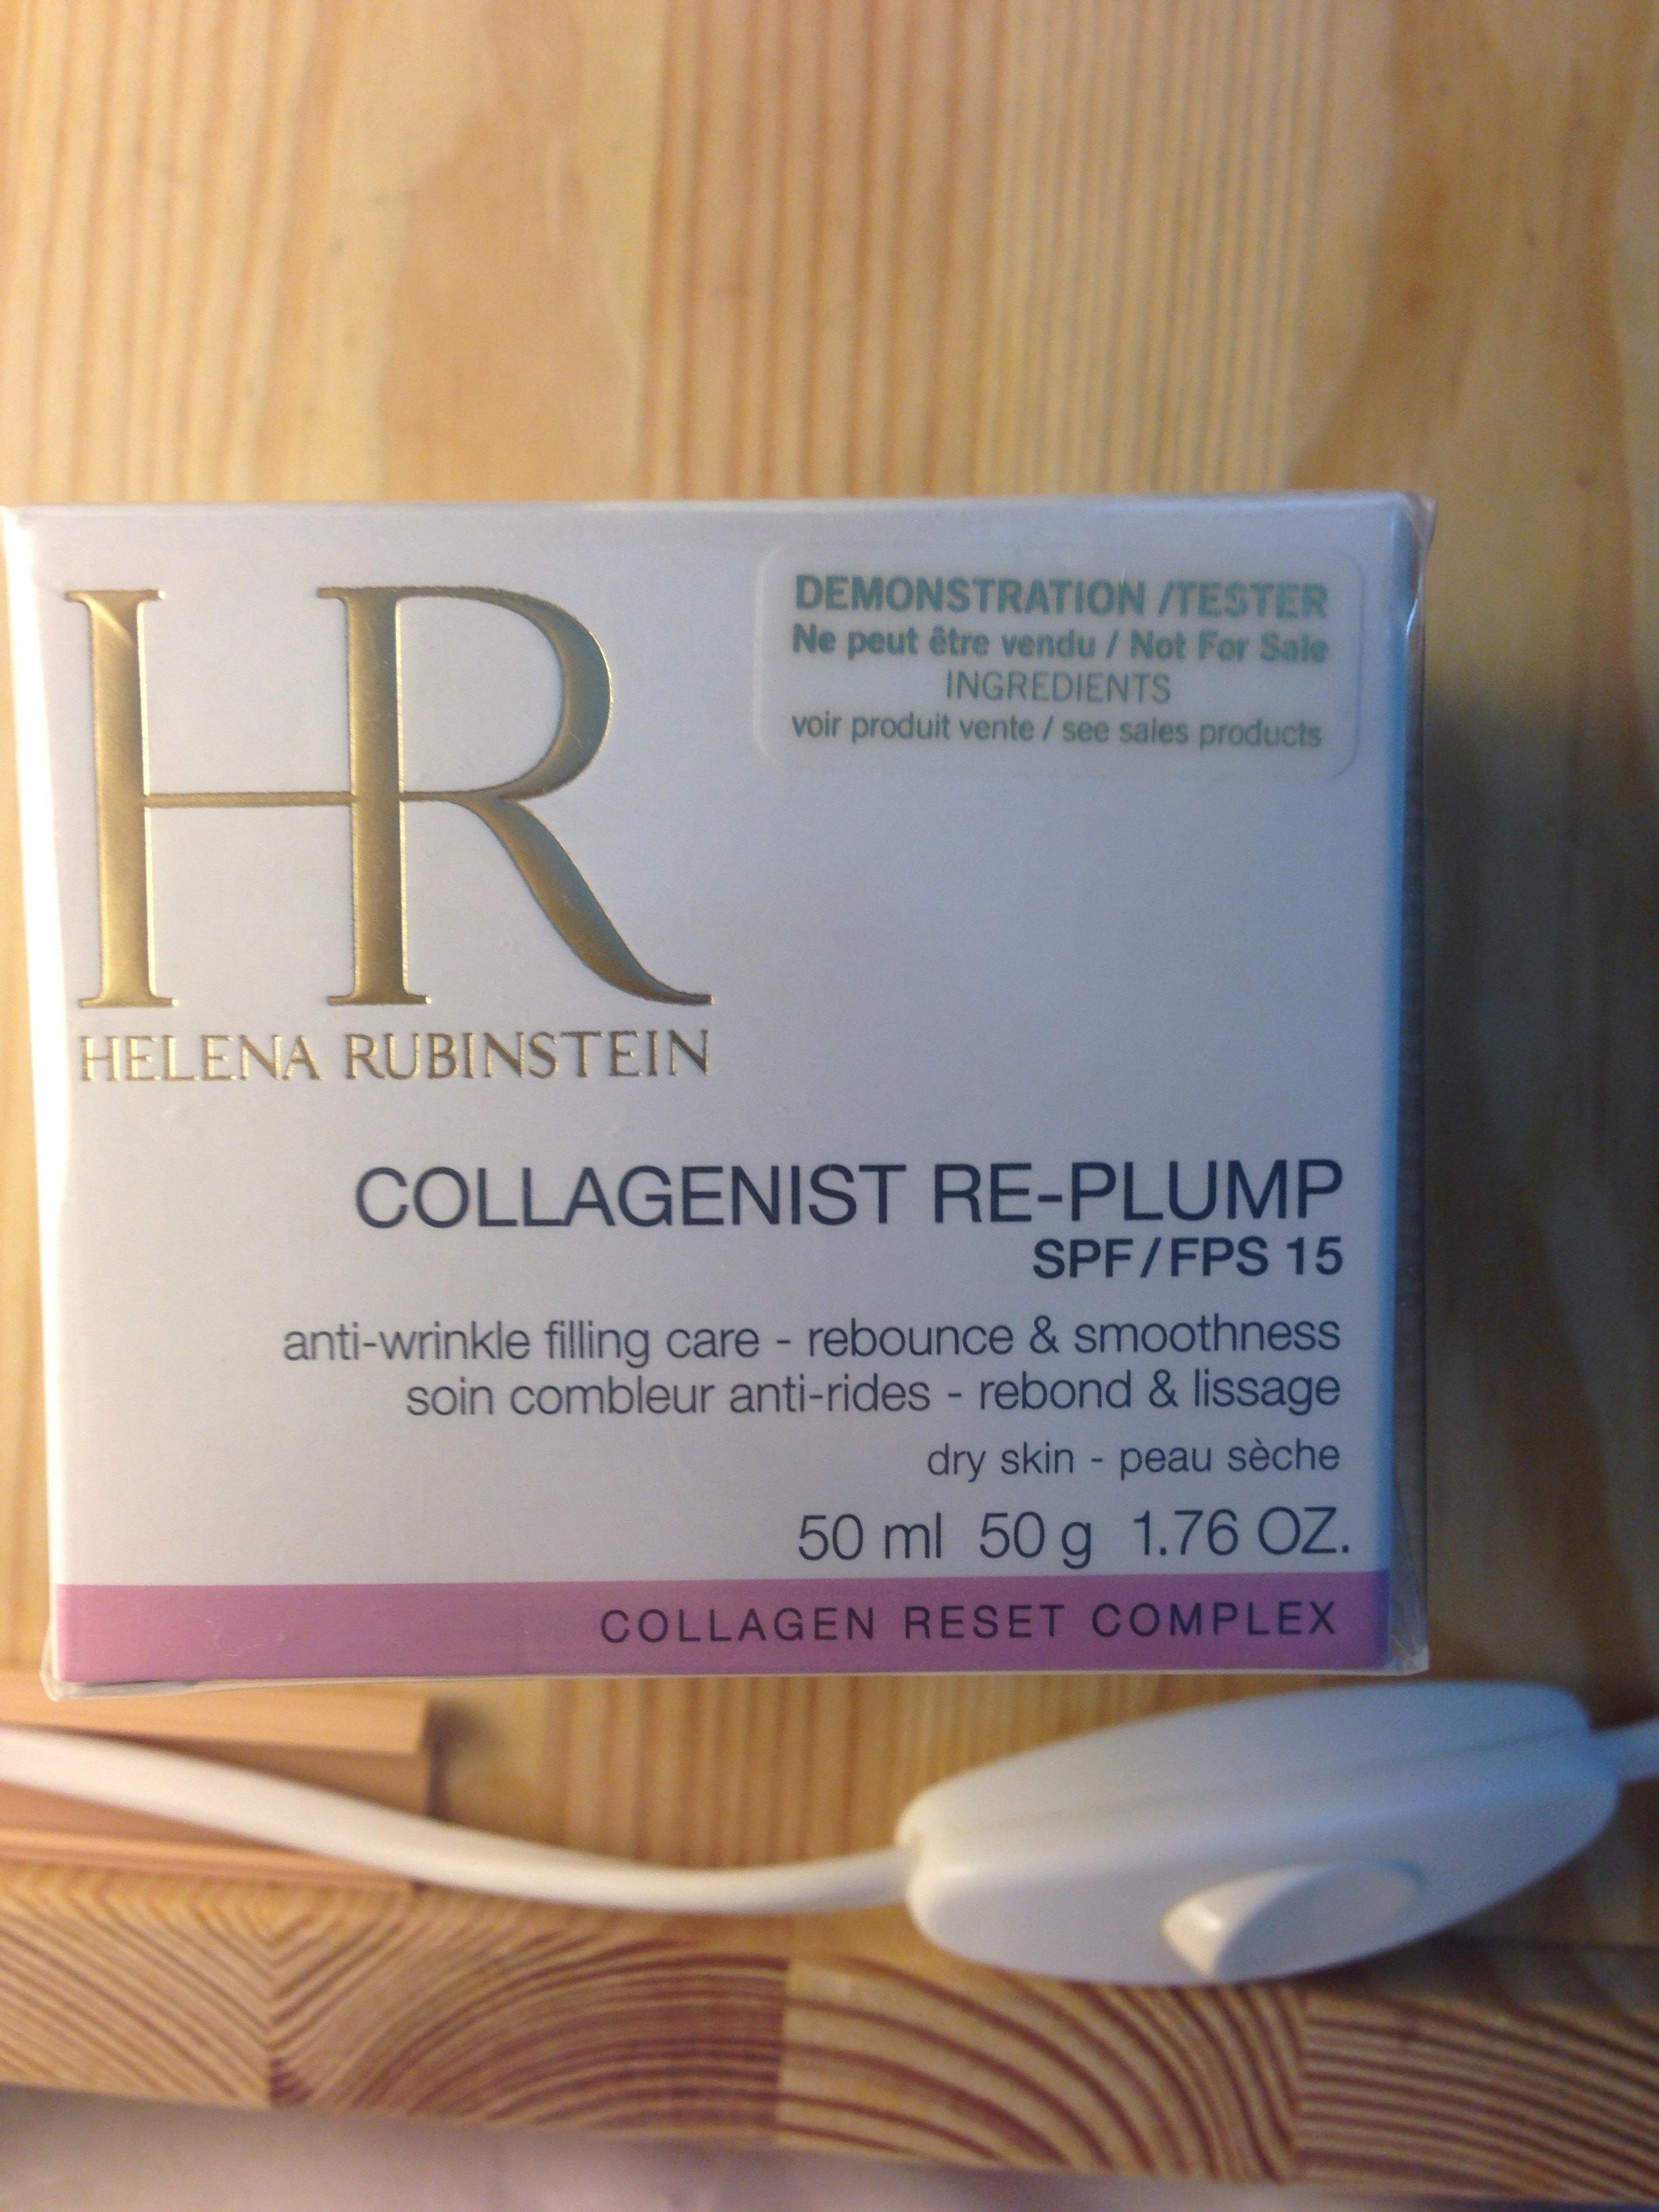 HR
HELENA RUBINSTEIN
DEMONSTRATION /TESTER
Ne peut être vendu / Not For Sale
INGREDIENTS
voir produit vente / see sales products
COLLAGENIST RE-PLUMP
SPF/FPS 15
anti-wrinkle filling care - rebounce & smoothness
soin combleur anti-rides - rebond & lissage
dry skin - peau sèche
50 ml 50 g 1.76 OZ.
COLLAGEN RESET COMPLEX